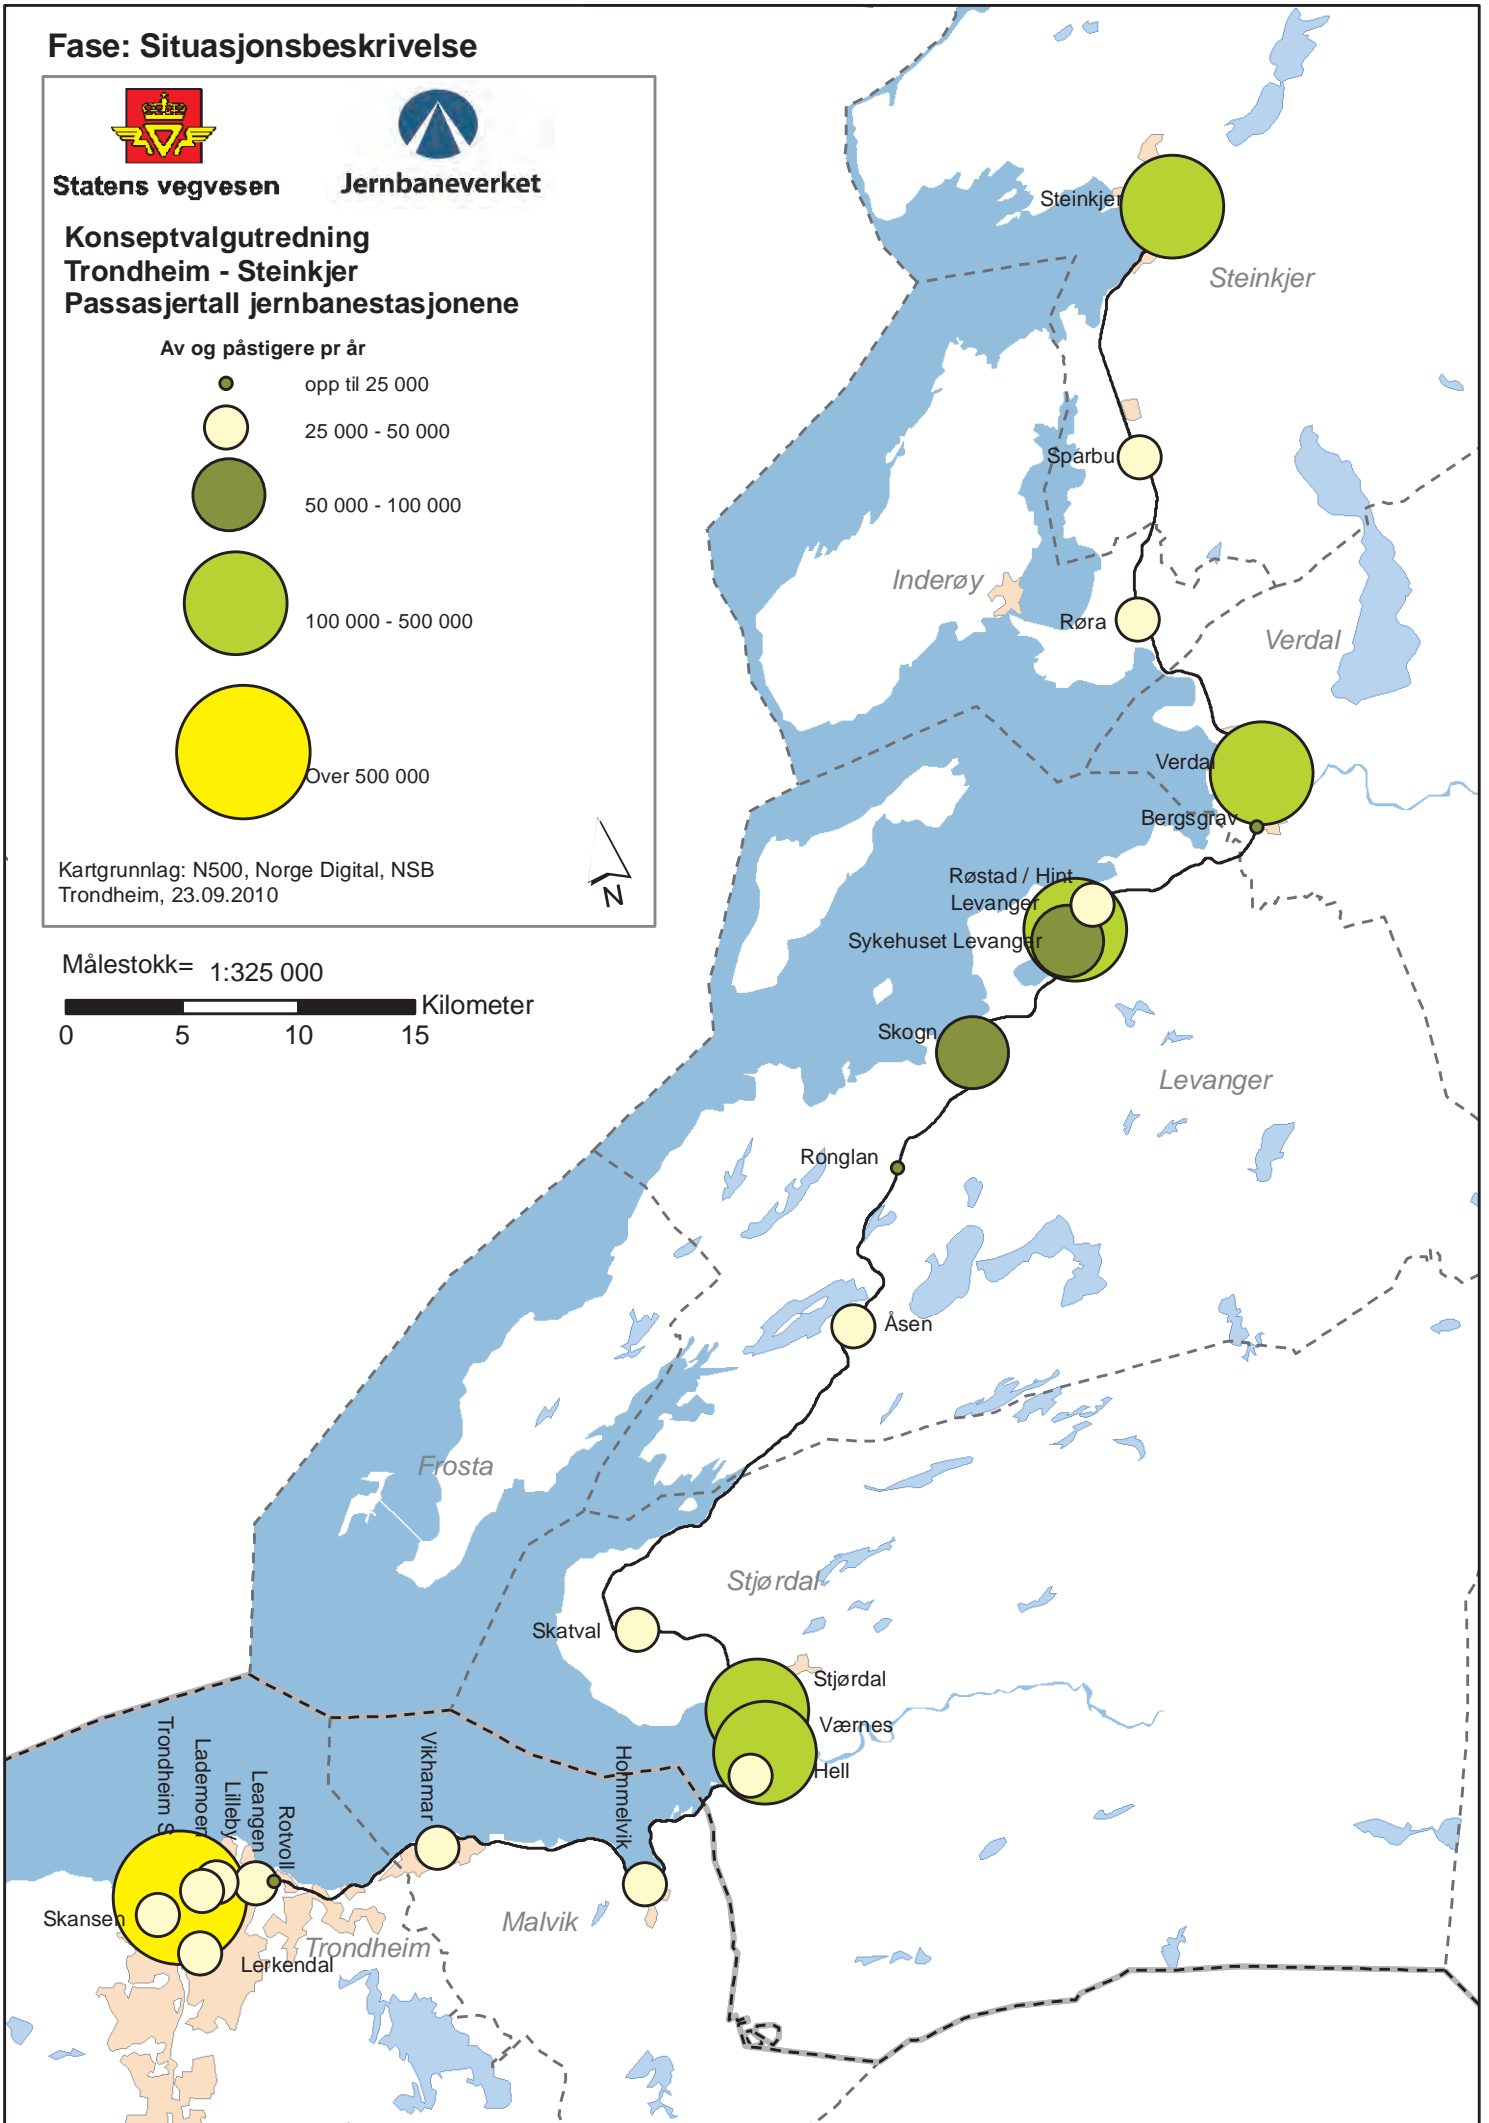 Fase: Situasjonsbeskrivelse
Statens vegvesen
Jernbaneverket
Konseptvalgutredning
Trondheim - Steinkjer
Passasjertall jernbanestasjonene
Av og påstigere pr år
opp til 25 000
25 000 - 50 000
50 000 - 100 000
100 000 - 500 000
Over 500 000
Kartgrunnlag: N500, Norge Digital, NSB
Trondheim, 23.09.2010
N
Målestokk= 1:325 000
Kilometer
0 5 10 15
Steinkjer
Steinkjer
Sparbu
Inderøy
Røra
Verdal
Verdal
Bergsgrav
Røstad / Hint
Levanger
Sykehuset Levanger
Skogn
Levanger
Ronglan
Åsen
Frosta
Stjørdal
Skatval
Stjørdal
Værnes
Hell
Hommelvik
Vikhamar
Rotvoll
Leangen
Lilleby
Lademoen
Trondheim S
Skansen
Lerkendal
Trondheim
Malvik